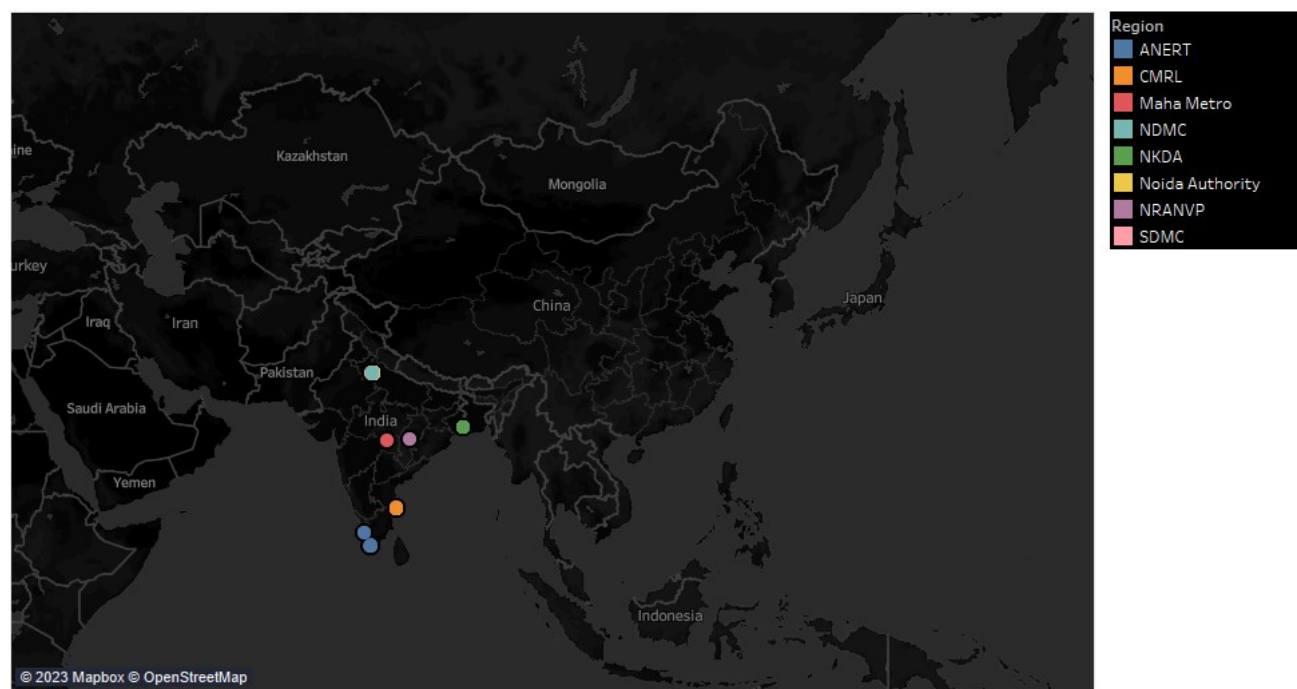 Region
ANERT
CMRL
Maha Metro
NDMC
NKDA
Noida Authority
NRANVP
SDMC
ine
Kazakhstan
Mongolia
urkey
China
Japan
Iraq
Iran
Pakistan
Saudi Arabia
India
Yemen
Indonesia
© 2023 Mapbox © OpenStreetMap